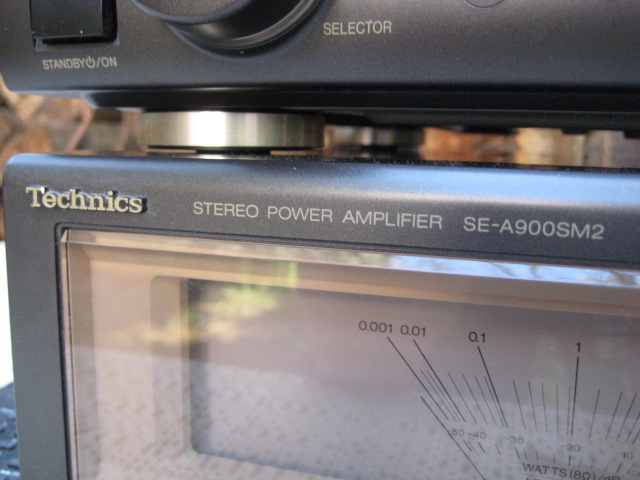 SELECTOR
STANDBY⏻/ON
Technics STEREO POWER AMPLIFIER SE-A900SM2
0.001 0.01 0.1 1
-50 -40 -30 -20 -10
WATTS(8Ω)/dB